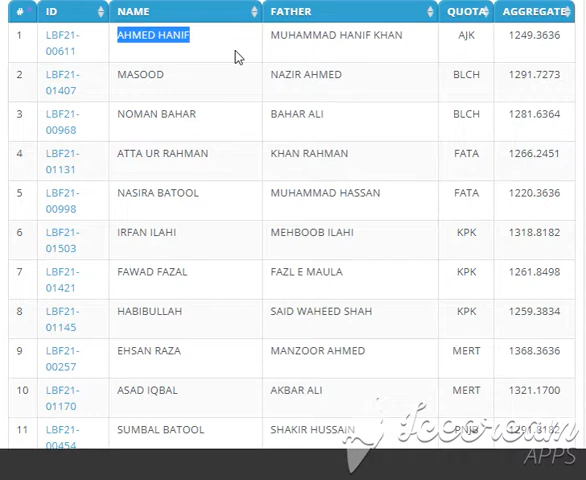 # ID NAME FATHER QUOTA AGGREGATE
1 LBF21-00611 AHMED HANIF MUHAMMAD HANIF KHAN AJK 1249.3636
2 LBF21-01407 MASOOD NAZIR AHMED BLCH 1291.7273
3 LBF21-00968 NOMAN BAHAR BAHAR ALI BLCH 1281.6364
4 LBF21-01131 ATTA UR RAHMAN KHAN RAHMAN FATA 1266.2451
5 LBF21-00998 NASIRA BATOOL MUHAMMAD HASSAN FATA 1220.3636
6 LBF21-01503 IRFAN ILAHI MEHBOOB ILAHI KPK 1318.8182
7 LBF21-01421 FAWAD FAZAL FAZL E MAULA KPK 1261.8498
8 LBF21-01145 HABIBULLAH SAID WAHEED SHAH KPK 1259.3834
9 LBF21-00257 EHSAN RAZA MANZOOR AHMED MERT 1368.3636
10 LBF21-01170 ASAD IQBAL AKBAR ALI MERT 1321.1700
11 LBF21-00454 SUMBAL BATOOL SHAKIR HUSSAIN PNJB 1291.8182
Icecream
APPS